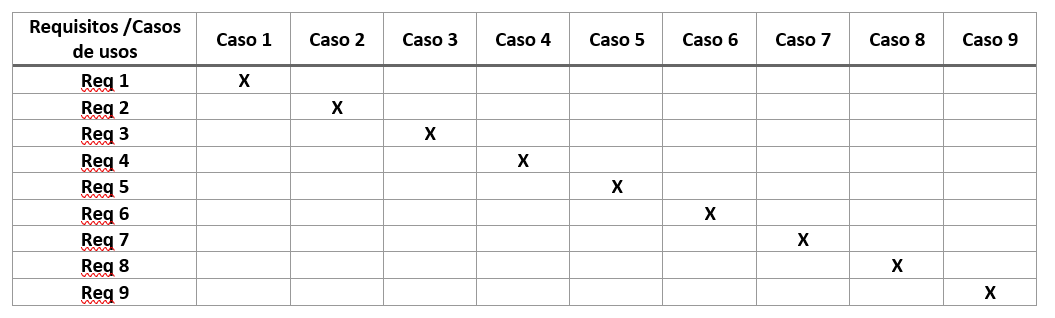 Requisitos /Casos
de usos
Caso 1 Caso 2 Caso 3 Caso 4 Caso 5 Caso 6 Caso 7 Caso 8 Caso 9
Req 1 X
Req 2 X
Req 3 X
Req 4 X
Req 5 X
Req 6 X
Req 7 X
Req 8 X
Req 9 X